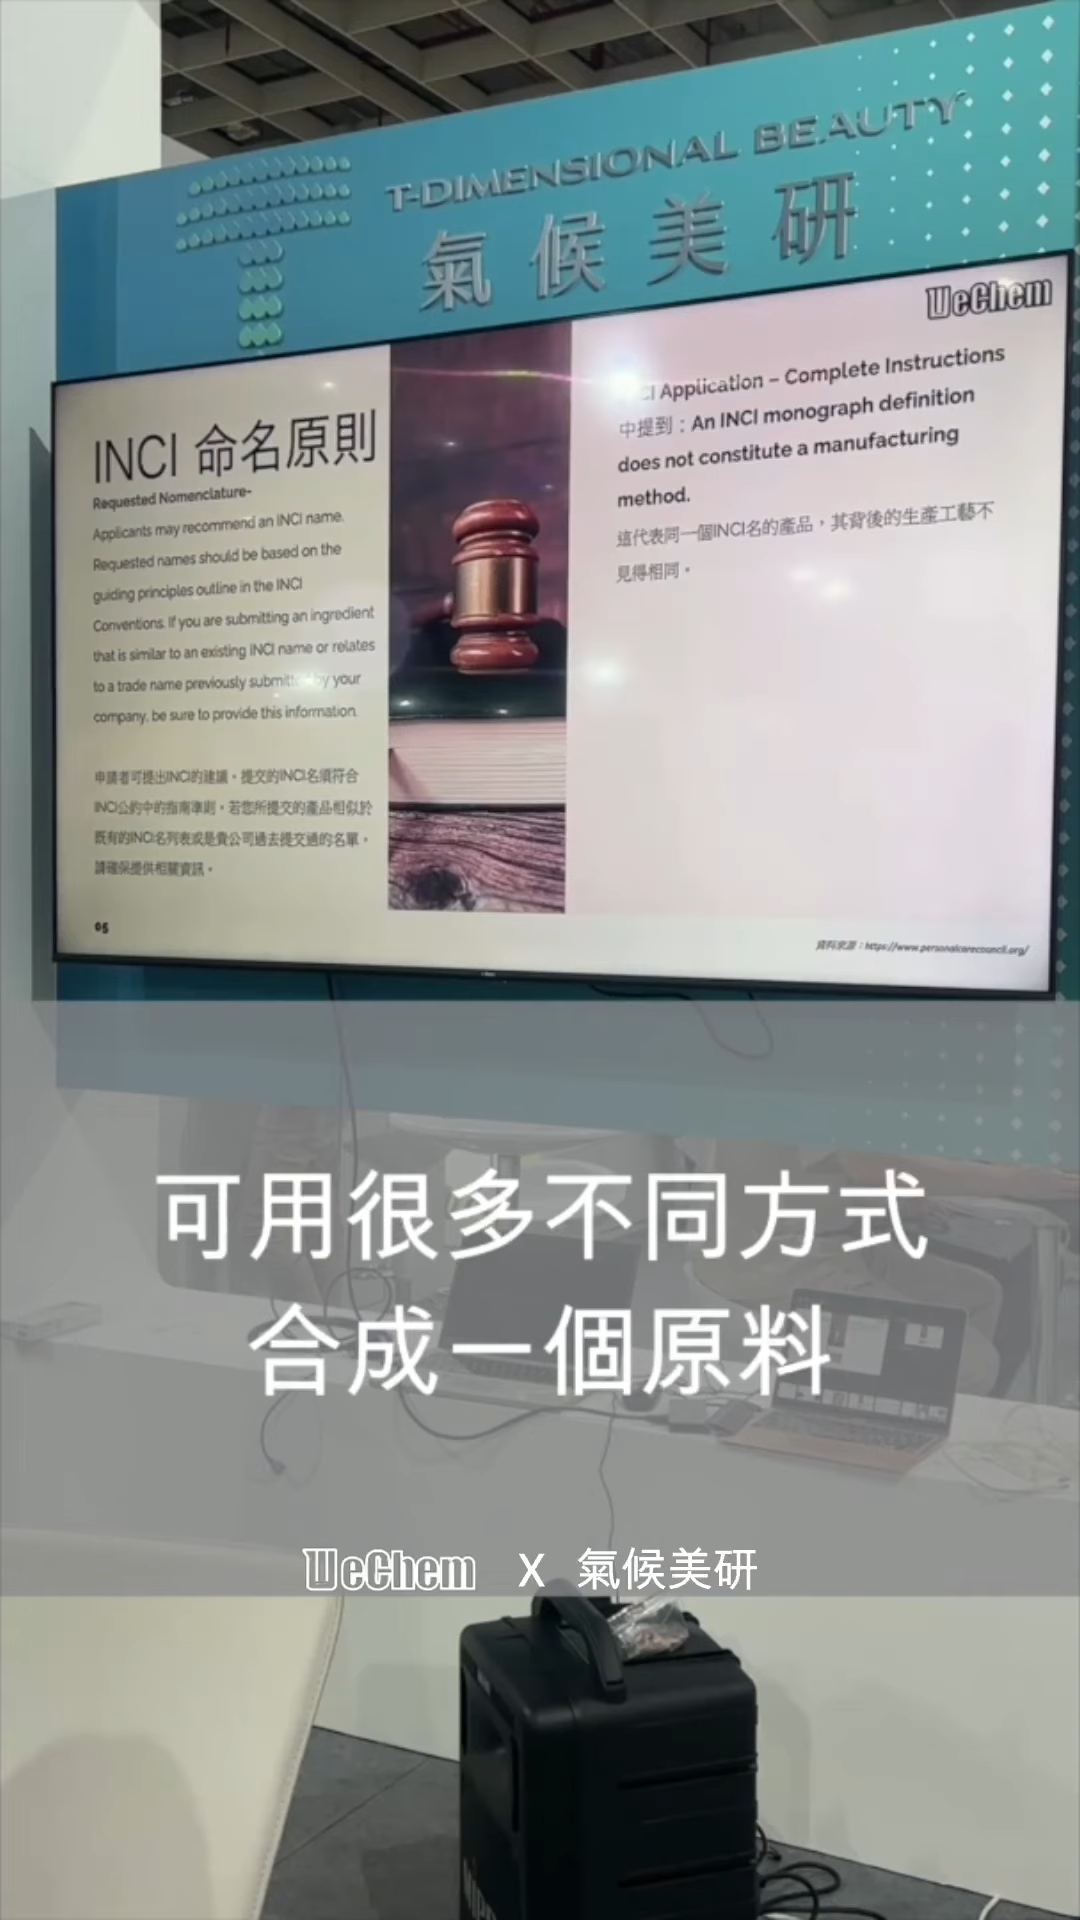 T-DIMENSIONAL BEAUTY
氣候美研
WeChem
INCI 命名原則
Requested Nomenclature-
Applicants may recommend an INCI name.
Requested names should be based on the
guiding principles outline in the INCI
Conventions. If you are submitting an ingredient
that is similar to an existing INCI name or relates
to a trade name previously submitted by your
company, be sure to provide this information.
申請者可提出INCI的建議。提交的INCI名須符合
INCI公約中的指南準則。若您所提交的產品相似於
既有的INCI名列表或是貴公司過去提交過的名單,
請確保提供相關資訊。
05
CI Application – Complete Instructions
中提到：An INCI monograph definition
does not constitute a manufacturing
method.
這代表同一個INCI名的產品，其背後的生產工藝不
見得相同。
資料來源：https://www.personalcarecouncil.org/
可用很多不同方式
合成一個原料
WeChem X 氣候美研